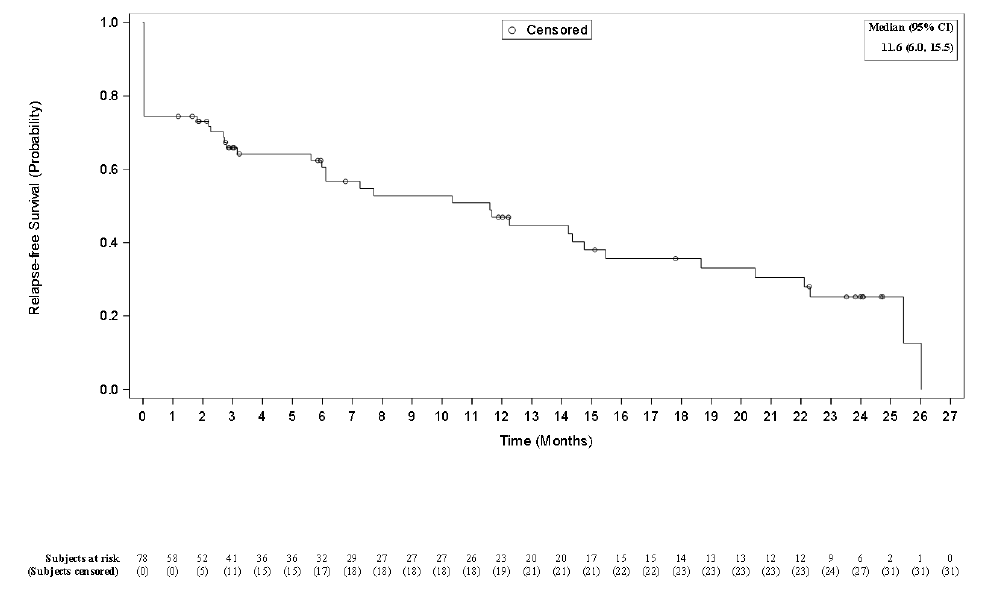 Censored
Median (95% CI)
11.6 (6.0, 15.5)
Relapse-free Survival (Probability)
1.0
0.8
0.6
0.4
0.2
0.0
0 1 2 3 4 5 6 7 8 9 10 11 12 13 14 15 16 17 18 19 20 21 22 23 24 25 26 27
Time (Months)
Subjects at risk 78 58 52 41 36 36 32 29 27 27 27 26 23 20 20 17 15 15 14 13 13 12 12 9 6 2 1 0
(Subjects censored) (0) (0) (5) (11) (15) (15) (17) (18) (18) (18) (18) (18) (19) (21) (21) (21) (22) (22) (23) (23) (23) (23) (23) (24) (27) (31) (31) (31)